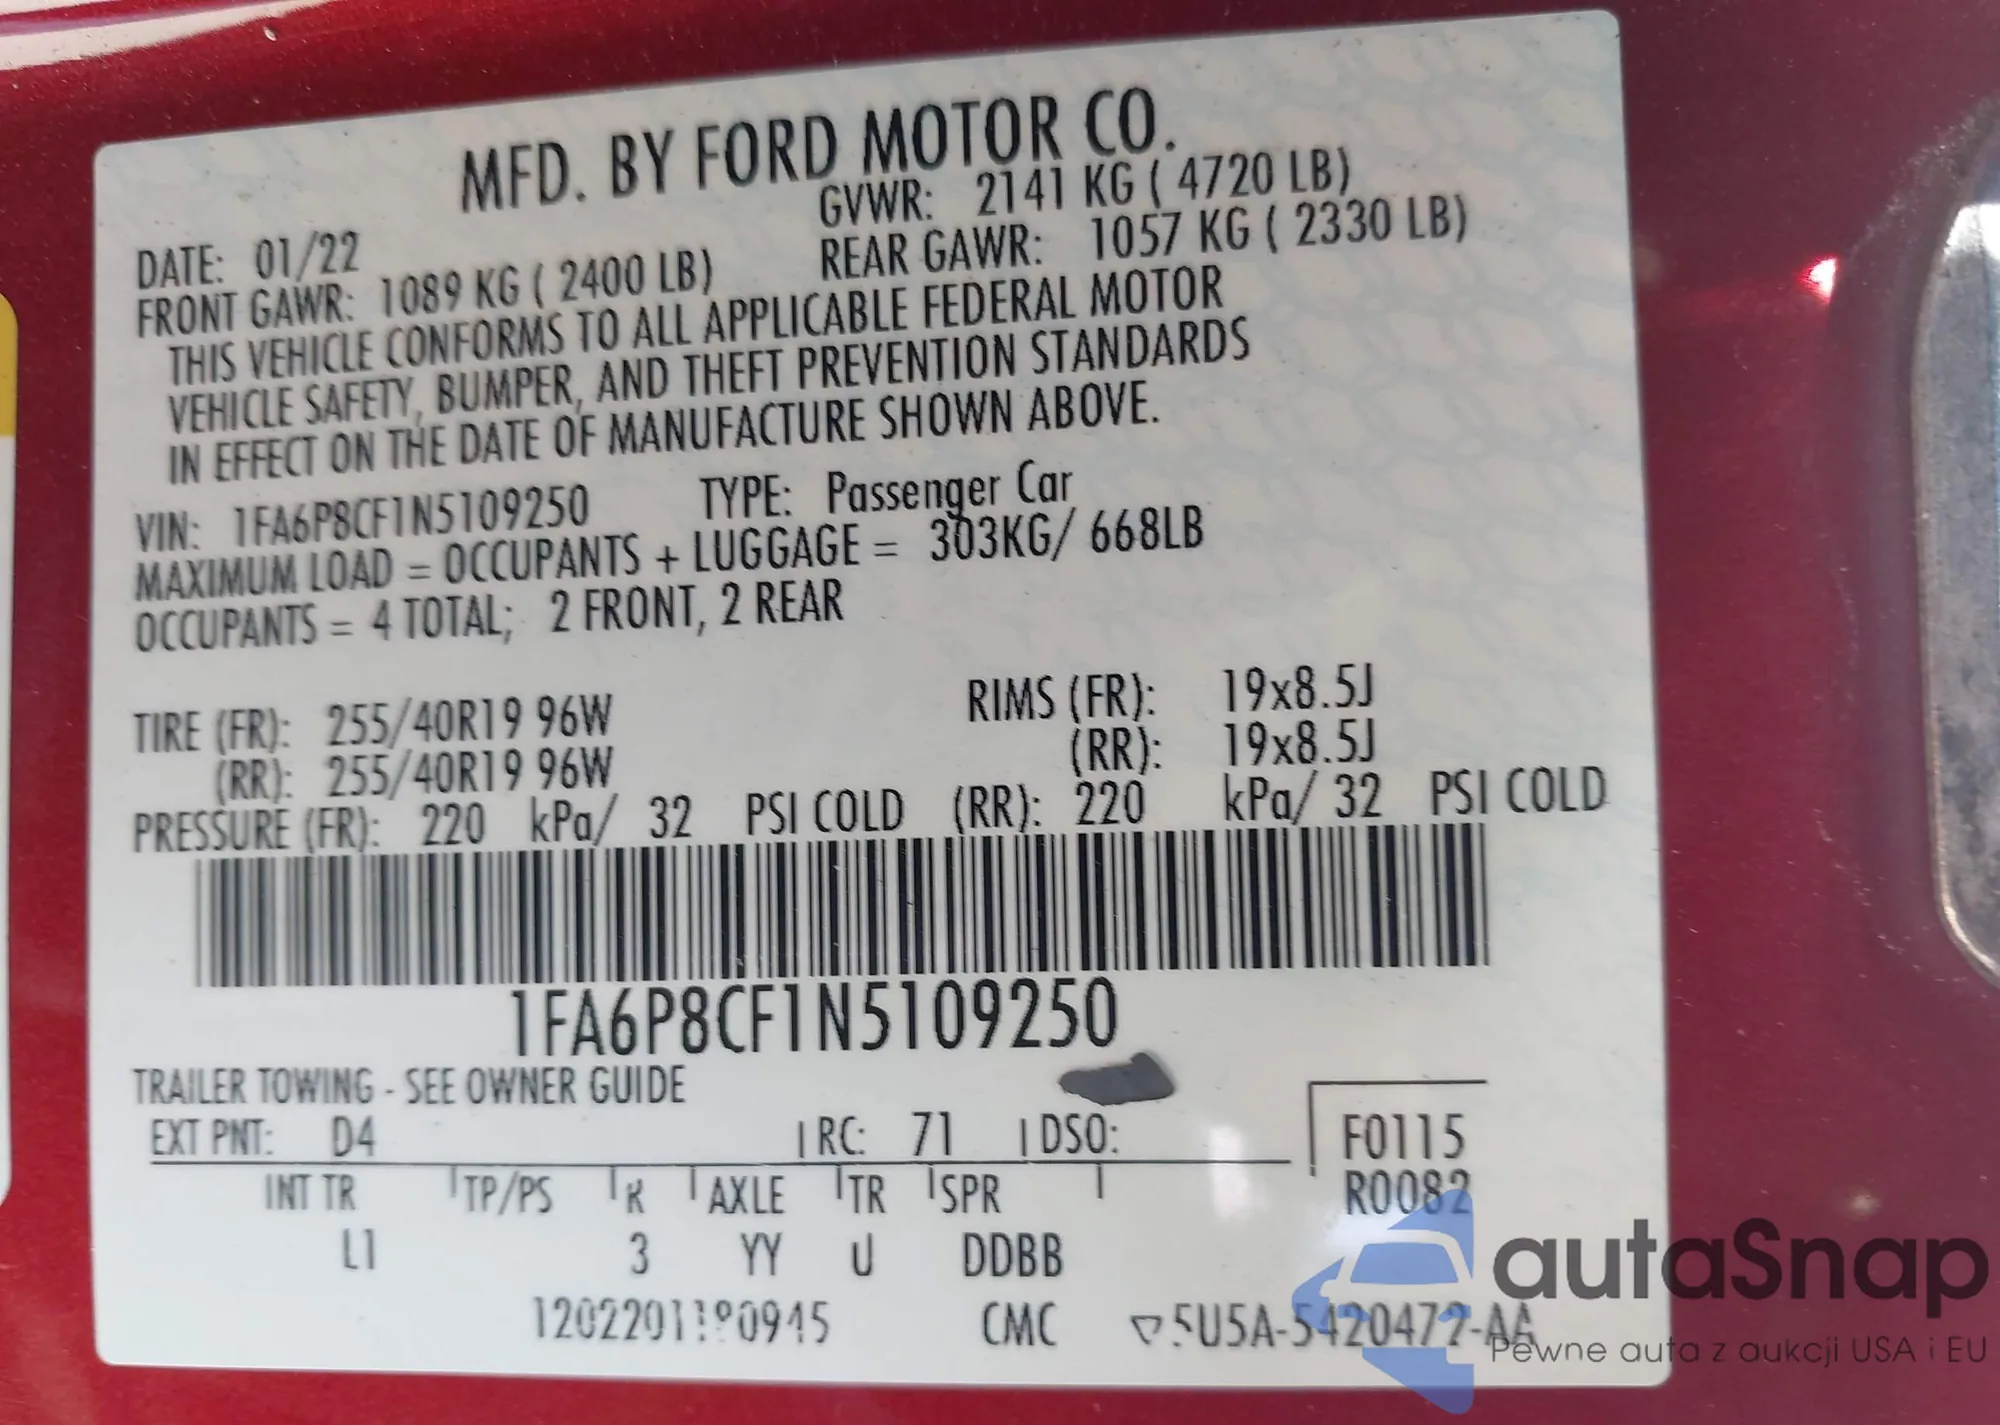 MFD. BY FORD MOTOR CO.
DATE: 01/22 GVWR: 2141 KG ( 4720 LB)
FRONT GAWR: 1089 KG ( 2400 LB) REAR GAWR: 1057 KG ( 2330 LB)
THIS VEHICLE CONFORMS TO ALL APPLICABLE FEDERAL MOTOR
VEHICLE SAFETY, BUMPER, AND THEFT PREVENTION STANDARDS
IN EFFECT ON THE DATE OF MANUFACTURE SHOWN ABOVE.
VIN: 1FA6P8CF1N5109250 TYPE: Passenger Car
MAXIMUM LOAD = OCCUPANTS + LUGGAGE = 303KG/ 668LB
OCCUPANTS = 4 TOTAL; 2 FRONT, 2 REAR
TIRE (FR): 255/40R19 96W RIMS (FR): 19x8.5J
(RR): 255/40R19 96W (RR): 19x8.5J
PRESSURE (FR): 220 kPa/ 32 PSI COLD (RR): 220 kPa/ 32 PSI COLD
1FA6P8CF1N5109250
TRAILER TOWING - SEE OWNER GUIDE
EXT PNT: D4 RC: 71 DSO: F0115
R0082
INT TR TP/PS R AXLE TR SPR
L1 3 YY U DDBB
CMC
autaSnap
Pewne auta z aukcji USA i EU